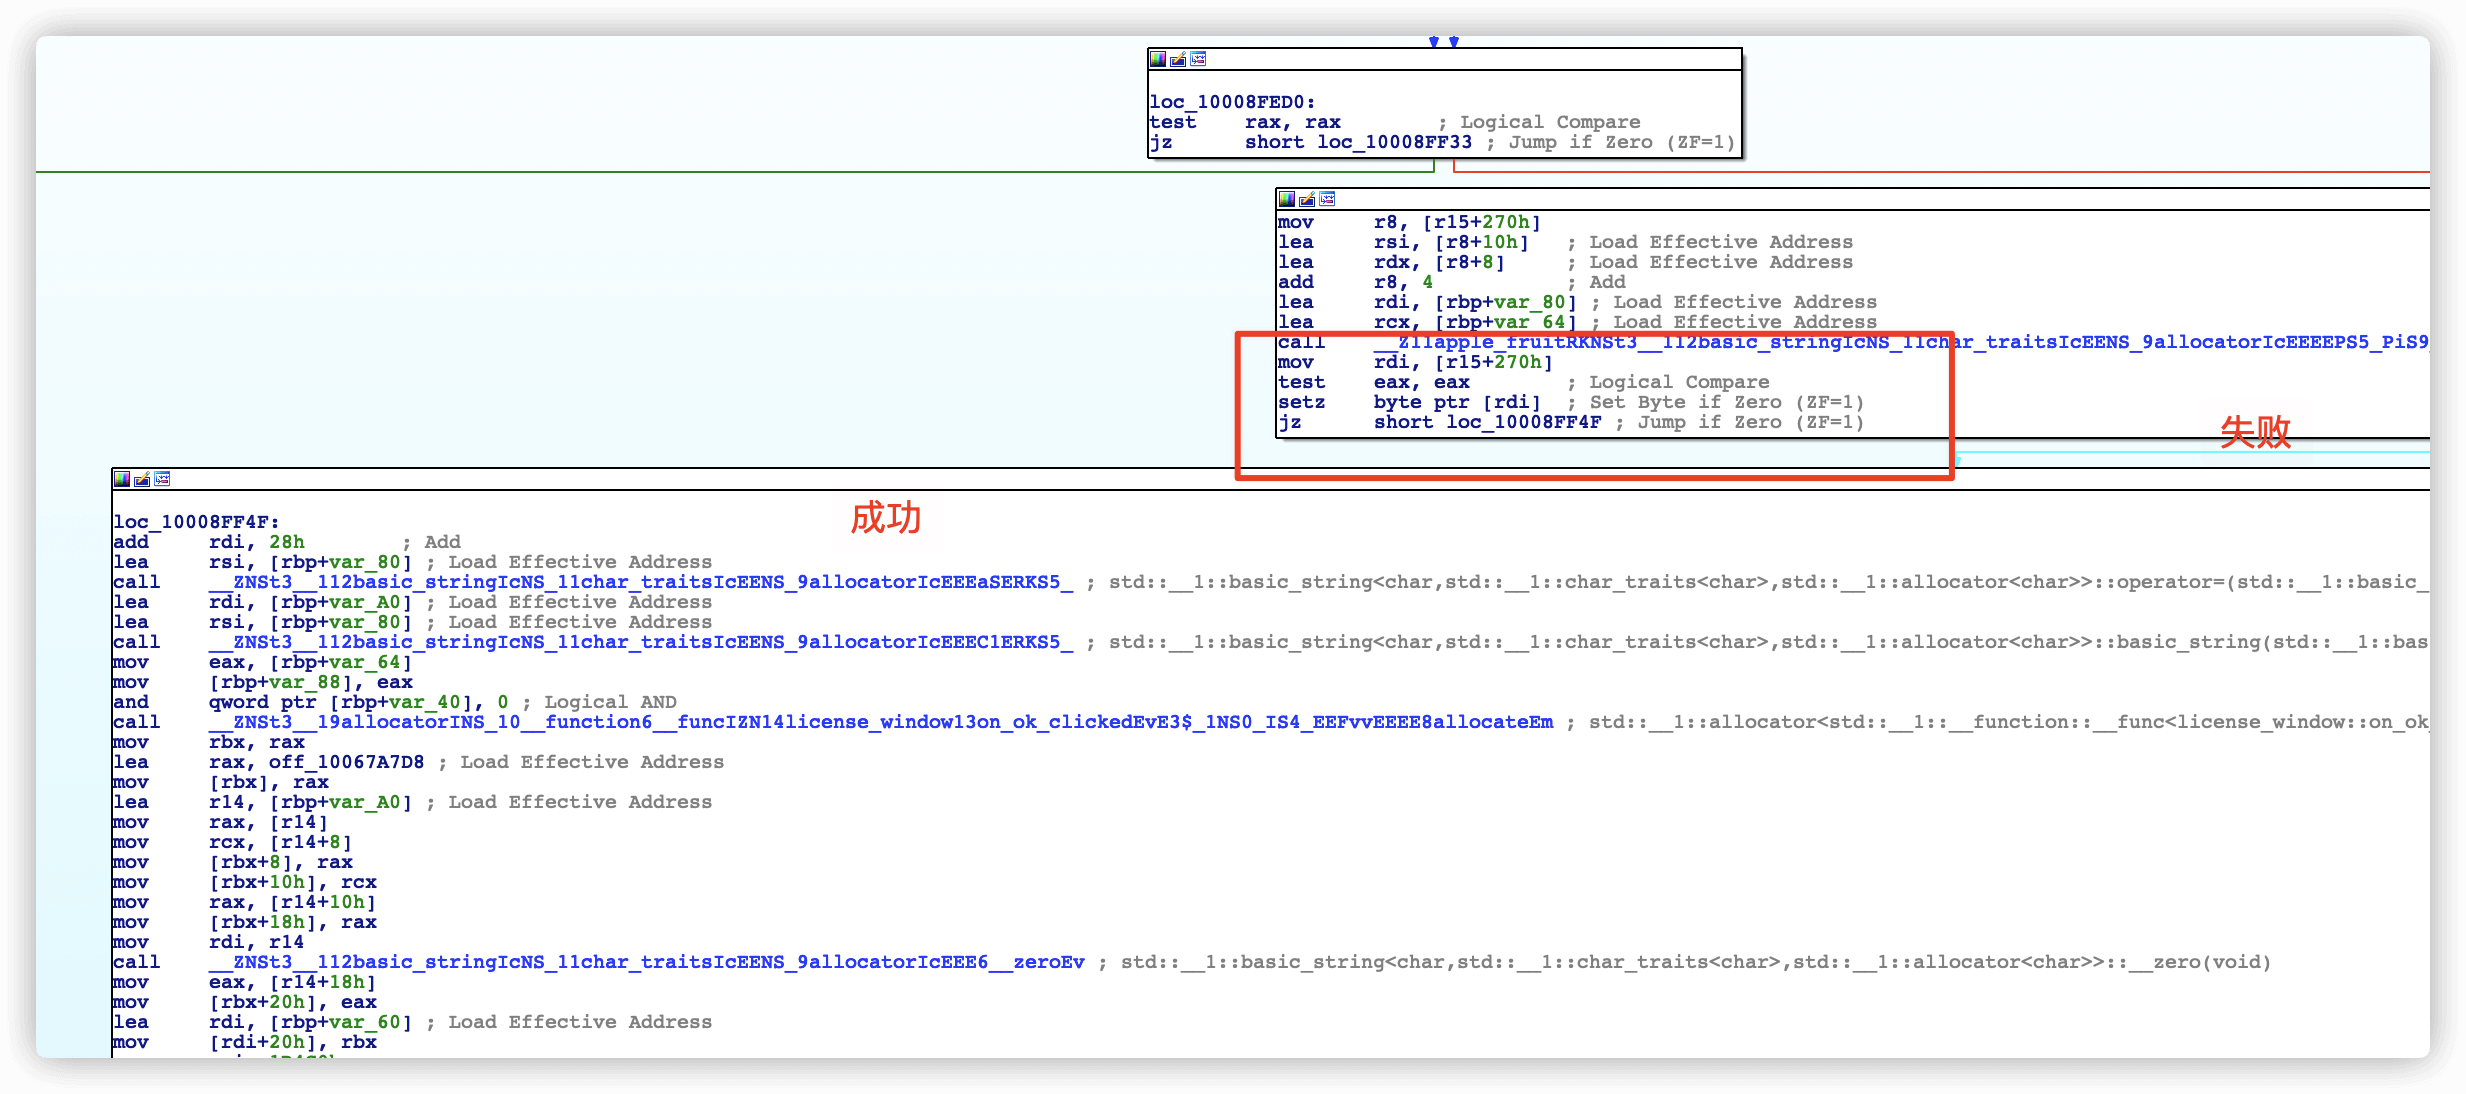 loc_10008FED0:
test rax, rax ; Logical Compare
jz short loc_10008FF33 ; Jump if Zero (ZF=1)
mov r8, [r15+270h]
lea rsi, [r8+10h] ; Load Effective Address
lea rdx, [r8+8] ; Load Effective Address
add r8, 4 ; Add
lea rdi, [rbp+var_80] ; Load Effective Address
lea rcx, [rbp+var_64] ; Load Effective Address
call __Z11apple_fruitRKNSt3__112basic_stringIcNS_11char_traitsIcEENS_9allocatorIcEEEEPS5_PiS9_
mov rdi, [r15+270h]
test eax, eax ; Logical Compare
setz byte ptr [rdi] ; Set Byte if Zero (ZF=1)
jz short loc_10008FF4F ; Jump if Zero (ZF=1)
失败
成功
loc_10008FF4F:
add rdi, 28h ; Add
lea rsi, [rbp+var_80] ; Load Effective Address
call __ZNSt3__112basic_stringIcNS_11char_traitsIcEENS_9allocatorIcEEEaSERKS5_ ; std::__1::basic_string<char,std::__1::char_traits<char>,std::__1::allocator<char>>::operator=(std::__1::basic_
lea rdi, [rbp+var_A0] ; Load Effective Address
lea rsi, [rbp+var_80] ; Load Effective Address
call __ZNSt3__112basic_stringIcNS_11char_traitsIcEENS_9allocatorIcEEEC1ERKS5_ ; std::__1::basic_string<char,std::__1::char_traits<char>,std::__1::allocator<char>>::basic_string(std::__1::bas
mov eax, [rbp+var_64]
mov [rbp+var_88], eax
and qword ptr [rbp+var_40], 0 ; Logical AND
call __ZNSt3__19allocatorINS_10__function6__funcIZN14license_window13on_ok_clickedEvE3$_1NS0_IS4_EEFvvEEEE8allocateEm ; std::__1::allocator<std::__1::__function::__func<license_window::on_ok_
mov rbx, rax
lea rax, off_10067A7D8 ; Load Effective Address
mov [rbx], rax
lea r14, [rbp+var_A0] ; Load Effective Address
mov rax, [r14]
mov rcx, [r14+8]
mov [rbx+8], rax
mov [rbx+10h], rcx
mov rax, [r14+10h]
mov [rbx+18h], rax
mov rdi, r14
call __ZNSt3__112basic_stringIcNS_11char_traitsIcEENS_9allocatorIcEEE6__zeroEv ; std::__1::basic_string<char,std::__1::char_traits<char>,std::__1::allocator<char>>::__zero(void)
mov eax, [r14+18h]
mov [rbx+20h], eax
lea rdi, [rbp+var_60] ; Load Effective Address
mov [rdi+20h], rbx